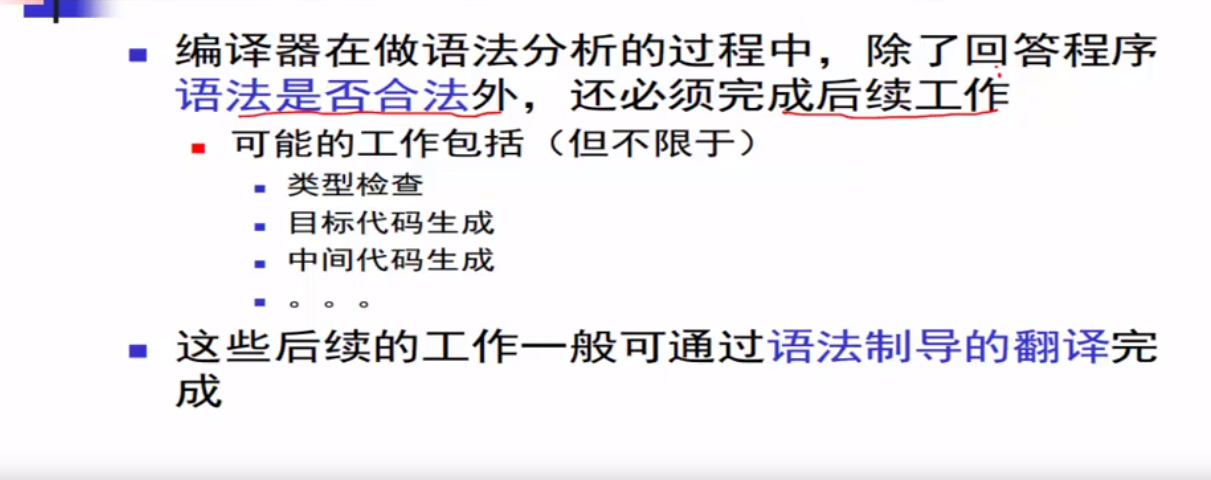 编译器在做语法分析的过程中，除了回答程序
语法是否合法外，还必须完成后续工作
可能的工作包括（但不限于）
类型检查
目标代码生成
中间代码生成
。。。
这些后续的工作一般可通过语法制导的翻译完
成